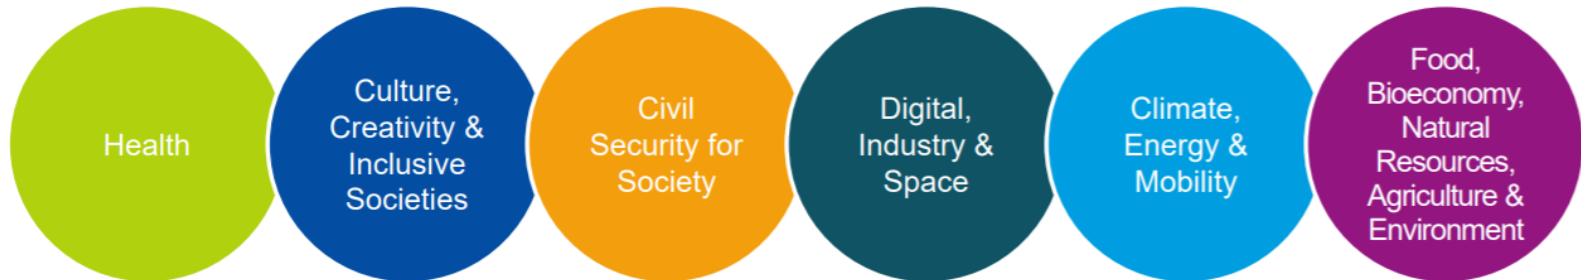 Health
Culture,
Creativity &
Inclusive
Societies
Civil
Security for
Society
Digital,
Industry &
Space
Climate,
Energy &
Mobility
Food,
Bioeconomy,
Natural
Resources,
Agriculture &
Environment